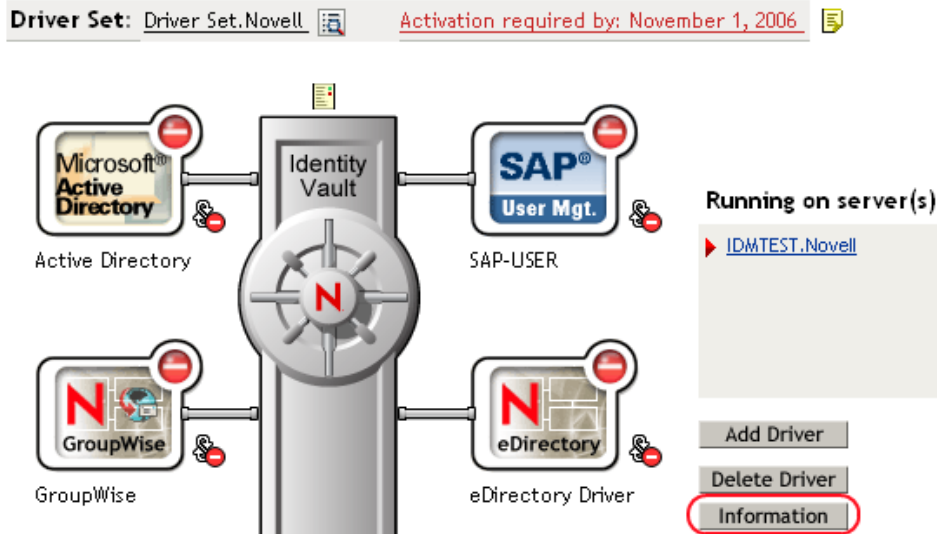 Driver Set: Driver Set.Novell Activation required by: November 1, 2006
Identity
Vault
Microsoft®
Active
Directory
Active Directory
SAP®
User Mgt.
SAP-USER
Running on server(s)
IDMTEST.Novell
N
N
GroupWise
GroupWise
N
eDirectory
eDirectory Driver
Add Driver
Delete Driver
Information